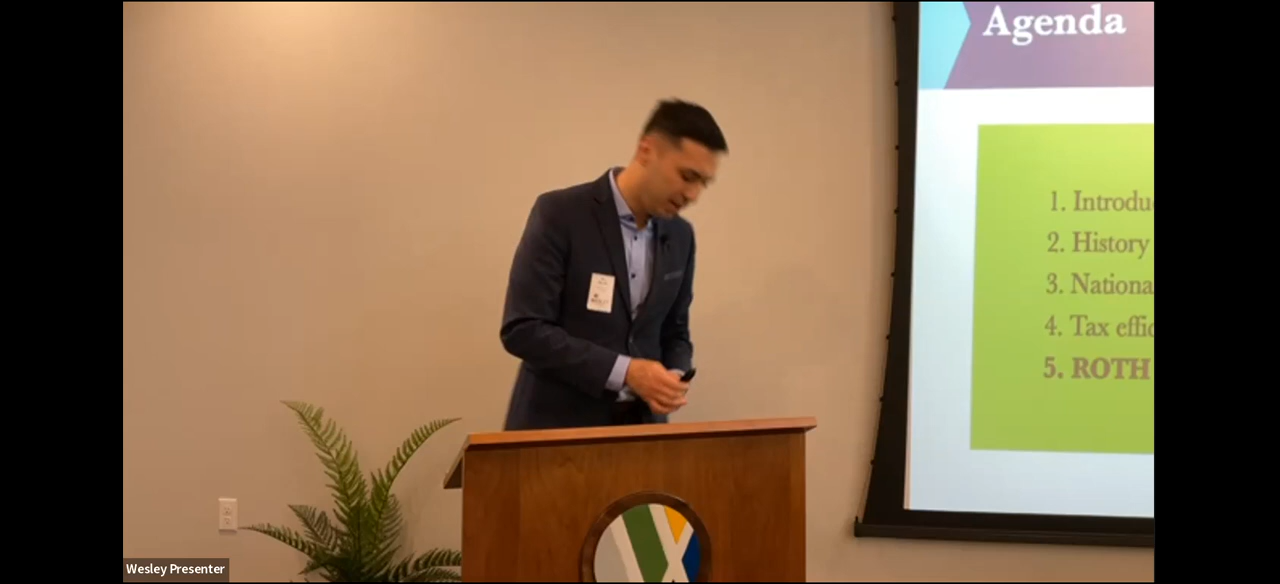 Agenda
1. Introdu
2. History
3. Nationa
4. Tax effic
5. ROTH
Wesley Presenter